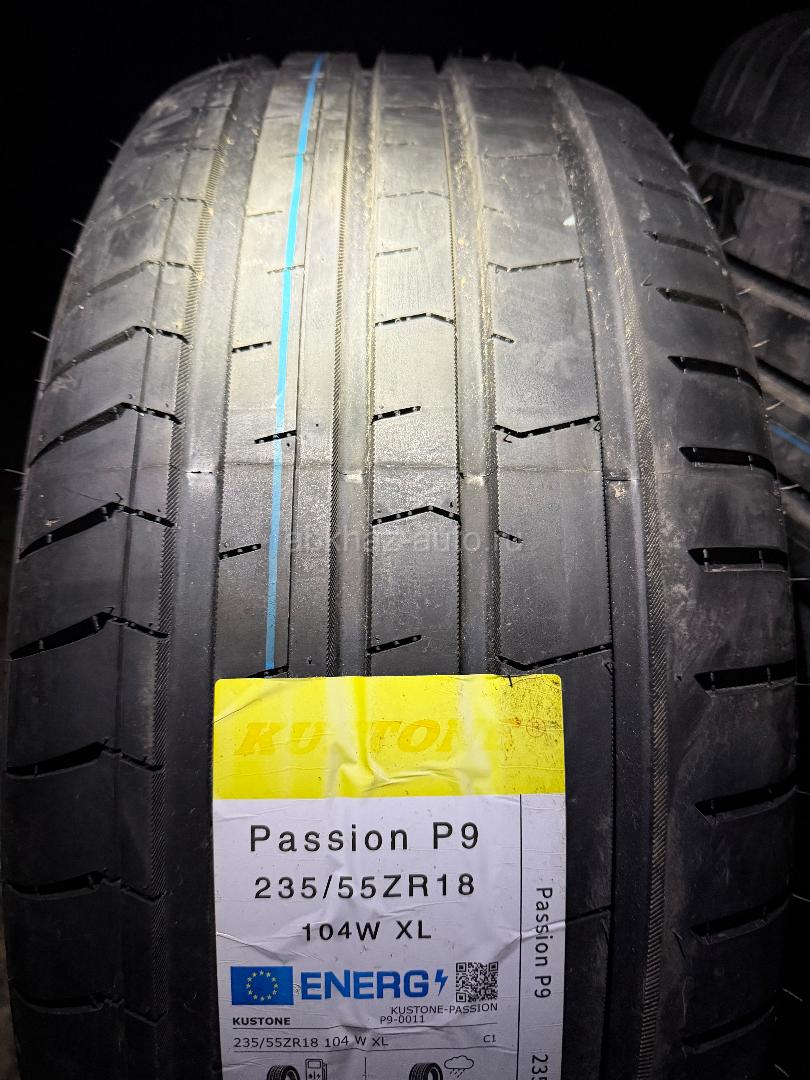 KUSTONE®
Passion P9
235/55ZR18
104W XL
ENERG
KUSTONE-PASSION
P9-0011
KUSTONE
235/55ZR18 104 W XL
C1
Passion P9